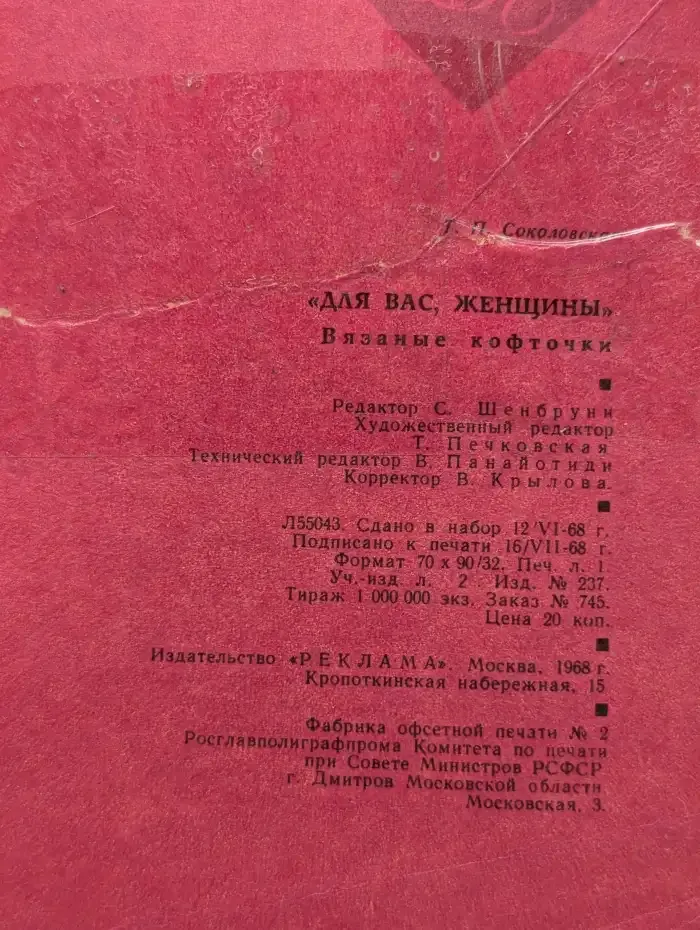 Т. П. Соколовская
«ДЛЯ ВАС, ЖЕНЩИНЫ»
Вязаные кофточки
Редактор С. Шенбруни
Художественный редактор
Т. Печковская
Технический редактор В. Панайотиди
Корректор В. Крылова.
Л55043. Сдано в набор 12/VI-68 г.
Подписано к печати 16/VII-68 г.
Формат 70 х 90/32. Печ. л. 1.
Уч.-изд л. 2. Изд. № 237.
Тираж 1 000 000 экз. Заказ № 745.
Цена 20 коп.
Издательство «РЕКЛАМА». Москва, 1968 г.
Кропоткинская набережная, 15
Фабрика офсетной печати № 2
Росглавполиграфпрома Комитета по печати
при Совете Министров РСФСР
г. Дмитров Московской области
Московская, 3.